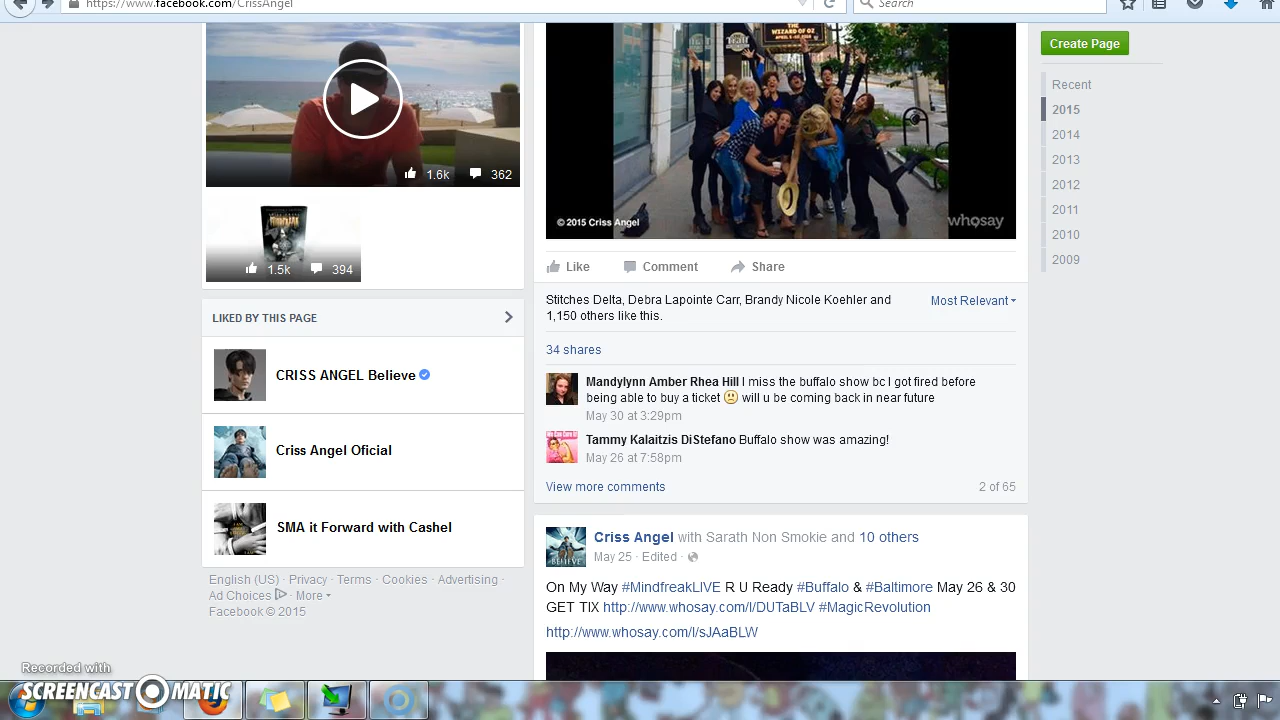 https://www.facebook.com/CrissAngel
Search
1.6k 362
1.5k 394
LIKED BY THIS PAGE
CRISS ANGEL Believe
Criss Angel Oficial
SMA it Forward with Cashel
English (US) · Privacy · Terms · Cookies · Advertising ·
Ad Choices · More
Facebook © 2015
THE
WIZARD OF OZ
© 2015 Criss Angel
whosay
Like Comment Share
Stitches Delta, Debra Lapointe Carr, Brandy Nicole Koehler and
1,150 others like this.
Most Relevant
34 shares
Mandylynn Amber Rhea Hill I miss the buffalo show bc I got fired before
being able to buy a ticket will u be coming back in near future
May 30 at 3:29pm
Tammy Kalaitzis DiStefano Buffalo show was amazing!
May 26 at 7:58pm
View more comments
2 of 65
BELIEVE
Criss Angel with Sarath Non Smokie and 10 others
May 25 · Edited ·
On My Way #MindfreakLIVE R U Ready #Buffalo & #Baltimore May 26 & 30
GET TIX http://www.whosay.com/l/DUTaBLV #MagicRevolution
http://www.whosay.com/l/sJAaBLW
Create Page
Recent
2015
2014
2013
2012
2011
2010
2009
Recorded with
SCREENCAST MATIC